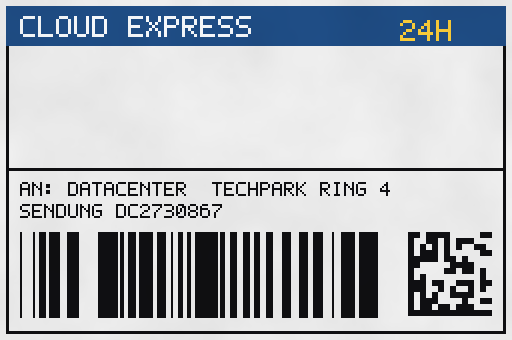 CLOUD EXPRESS 24H
AN: DATACENTER TECHPARK RING 4
SENDUNG DC2730867